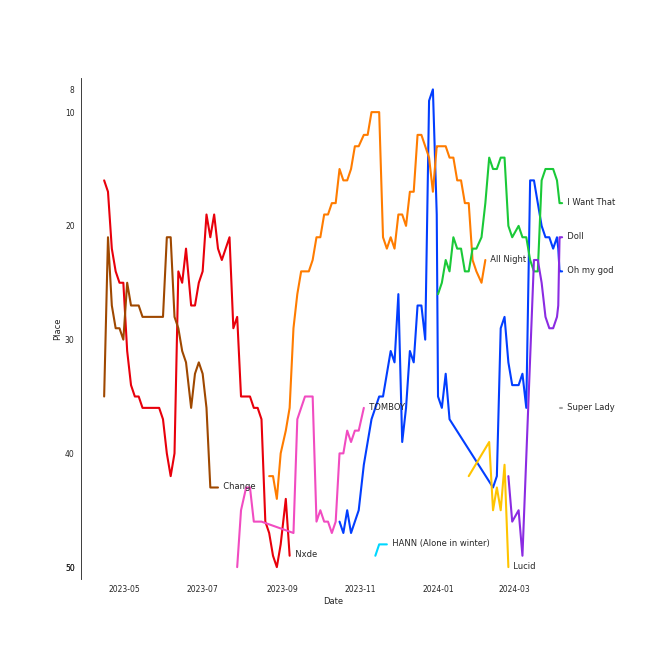 8
10
20
30
40
50
Place
I Want That
Doll
All Night
Oh my god
TOMBOY
Super Lady
Change
HANN (Alone in winter)
Nxde
Lucid
2023-05
2023-07
2023-09
2023-11
2024-01
2024-03
Date